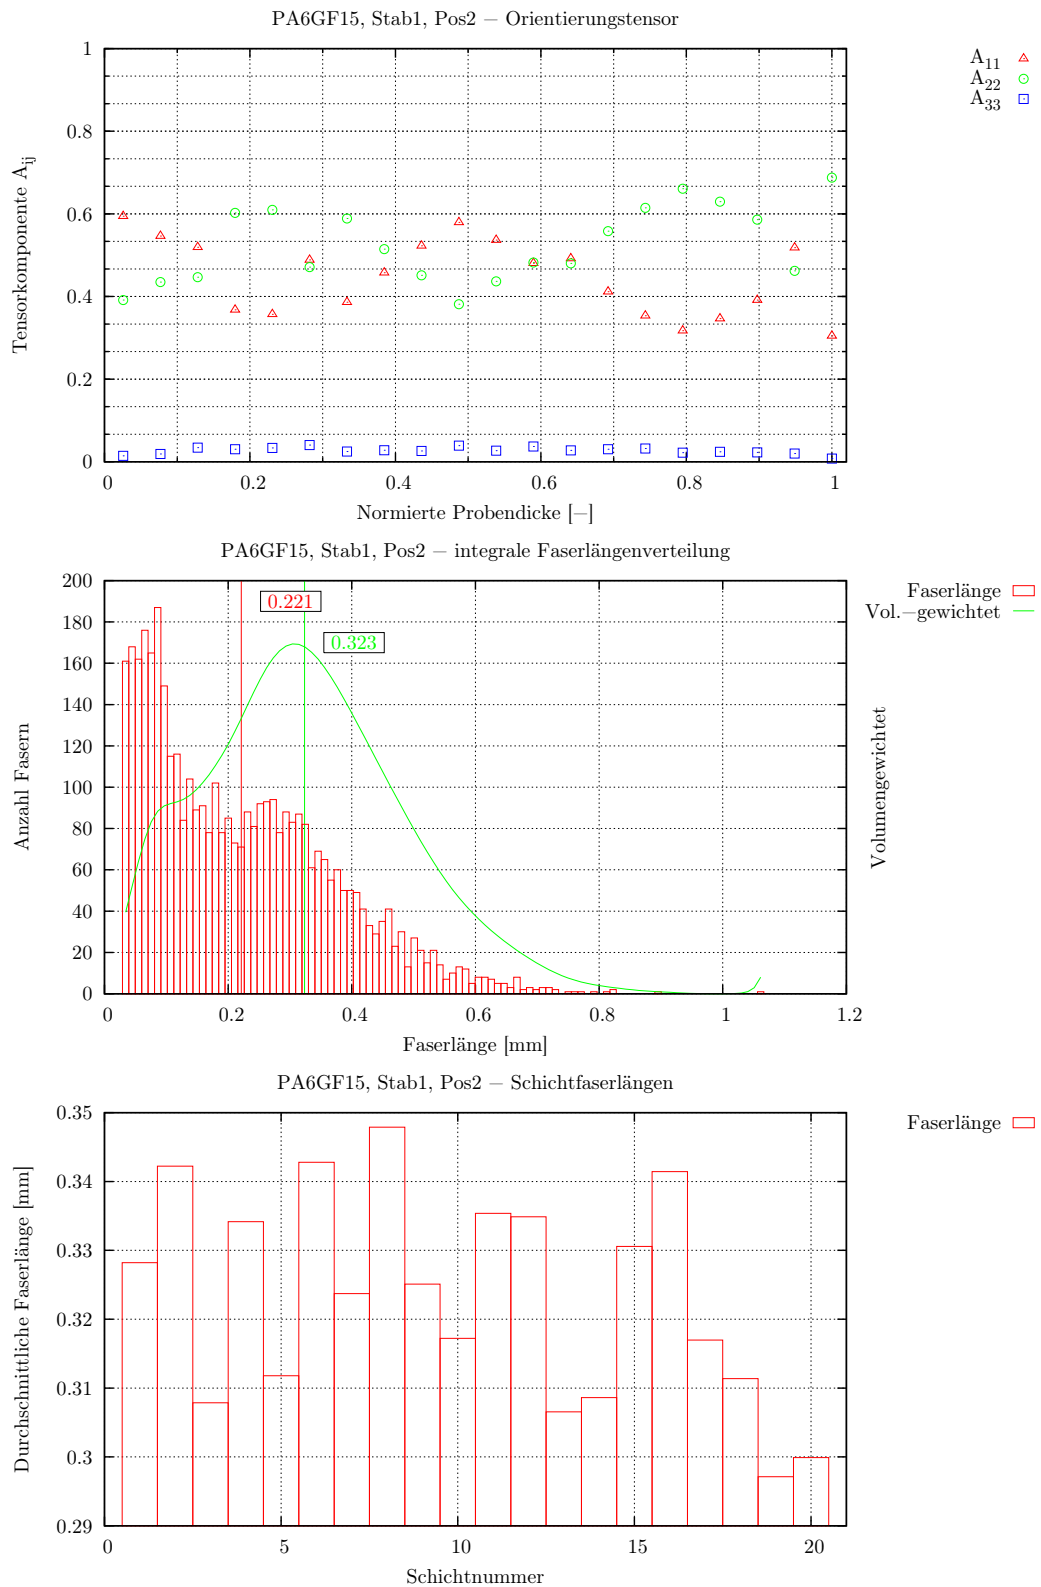 PA6GF15, Stab1, Pos2 − Orientierungstensor
A11
A22
A33
Tensorkomponente Aij
1
0.8
0.6
0.4
0.2
0
0 0.2 0.4 0.6 0.8 1
Normierte Probendicke [−]
PA6GF15, Stab1, Pos2 − integrale Faserlängenverteilung
Faserlänge
Vol.−gewichtet
0.221
0.323
Anzahl Fasern
Volumengewichtet
200
180
160
140
120
100
80
60
40
20
0
0 0.2 0.4 0.6 0.8 1 1.2
Faserlänge [mm]
PA6GF15, Stab1, Pos2 − Schichtfaserlängen
Faserlänge
Durchschnittliche Faserlänge [mm]
0.35
0.34
0.33
0.32
0.31
0.3
0.29
0 5 10 15 20
Schichtnummer